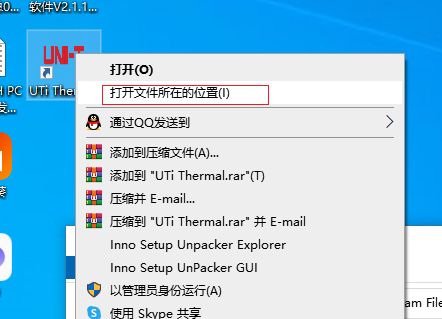 软件V2.1.1...
UNI-T
UTi Ther
H PC
发...
打开(O)
打开文件所在的位置(I)
通过QQ发送到
添加到压缩文件(A)...
添加到 "UTi Thermal.rar"(T)
压缩并 E-mail...
压缩到 "UTi Thermal.rar" 并 E-mail
Inno Setup Unpacker Explorer
Inno Setup UnPacker GUI
以管理员身份运行(A)
使用 Skype 共享
am File